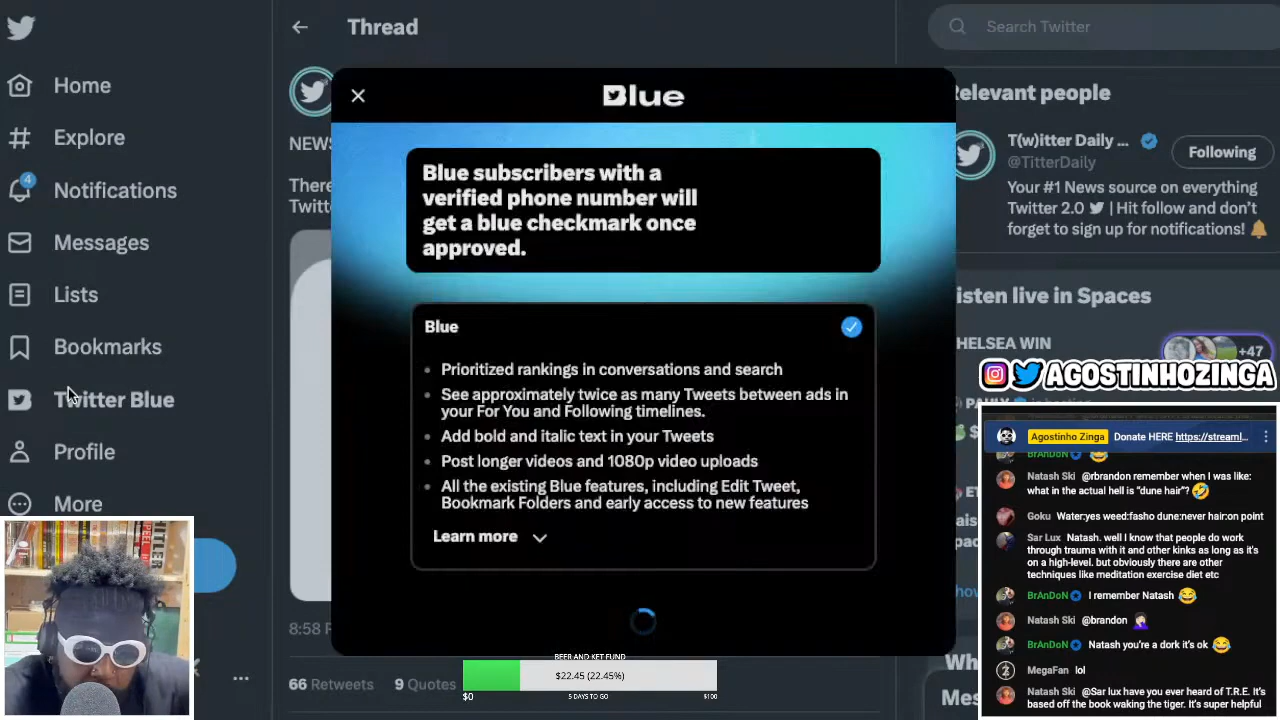 Home
Explore
4
Notifications
Messages
Lists
Bookmarks
Twitter Blue
Profile
More
Thread
NEWS
There
Twitte
8:58 P
66 Retweets 9 Quotes
Blue
Blue subscribers with a
verified phone number will
get a blue checkmark once
approved.
Blue
Prioritized rankings in conversations and search
See approximately twice as many Tweets between ads in
your For You and Following timelines.
Add bold and italic text in your Tweets
Post longer videos and 1080p video uploads
All the existing Blue features, including Edit Tweet,
Bookmark Folders and early access to new features
Learn more
BEER AND KET FUND
$22.45 (22.45%)
$0 5 DAYS TO GO $100
Search Twitter
Relevant people
T(w)itter Daily ...
@TitterDaily
Following
Your #1 News source on everything
Twitter 2.0 | Hit follow and don't
forget to sign up for notifications!
isten live in Spaces
HELSEA WIN
+47
AGOSTINHOZINGA
Agostinho Zinga Donate HERE https://streaml...
BrAnDoN
Natash Ski @rbrandon remember when I was like:
what in the actual hell is "dune hair"?
Goku Water:yes weed:fasho dune:never hair:on point
Sar Lux Natash. well I know that people do work
through trauma with it and other kinks as long as it's
on a high-level. but obviously there are other
techniques like meditation exercise diet etc
BrAnDoN I remember Natash
Natash Ski @brandon
BrAnDoN Natash you're a dork it's ok
MegaFan lol
Natash Ski @Sar lux have you ever heard of T.R.E. It's
based off the book waking the tiger. It's super helpful
Wh
Mes